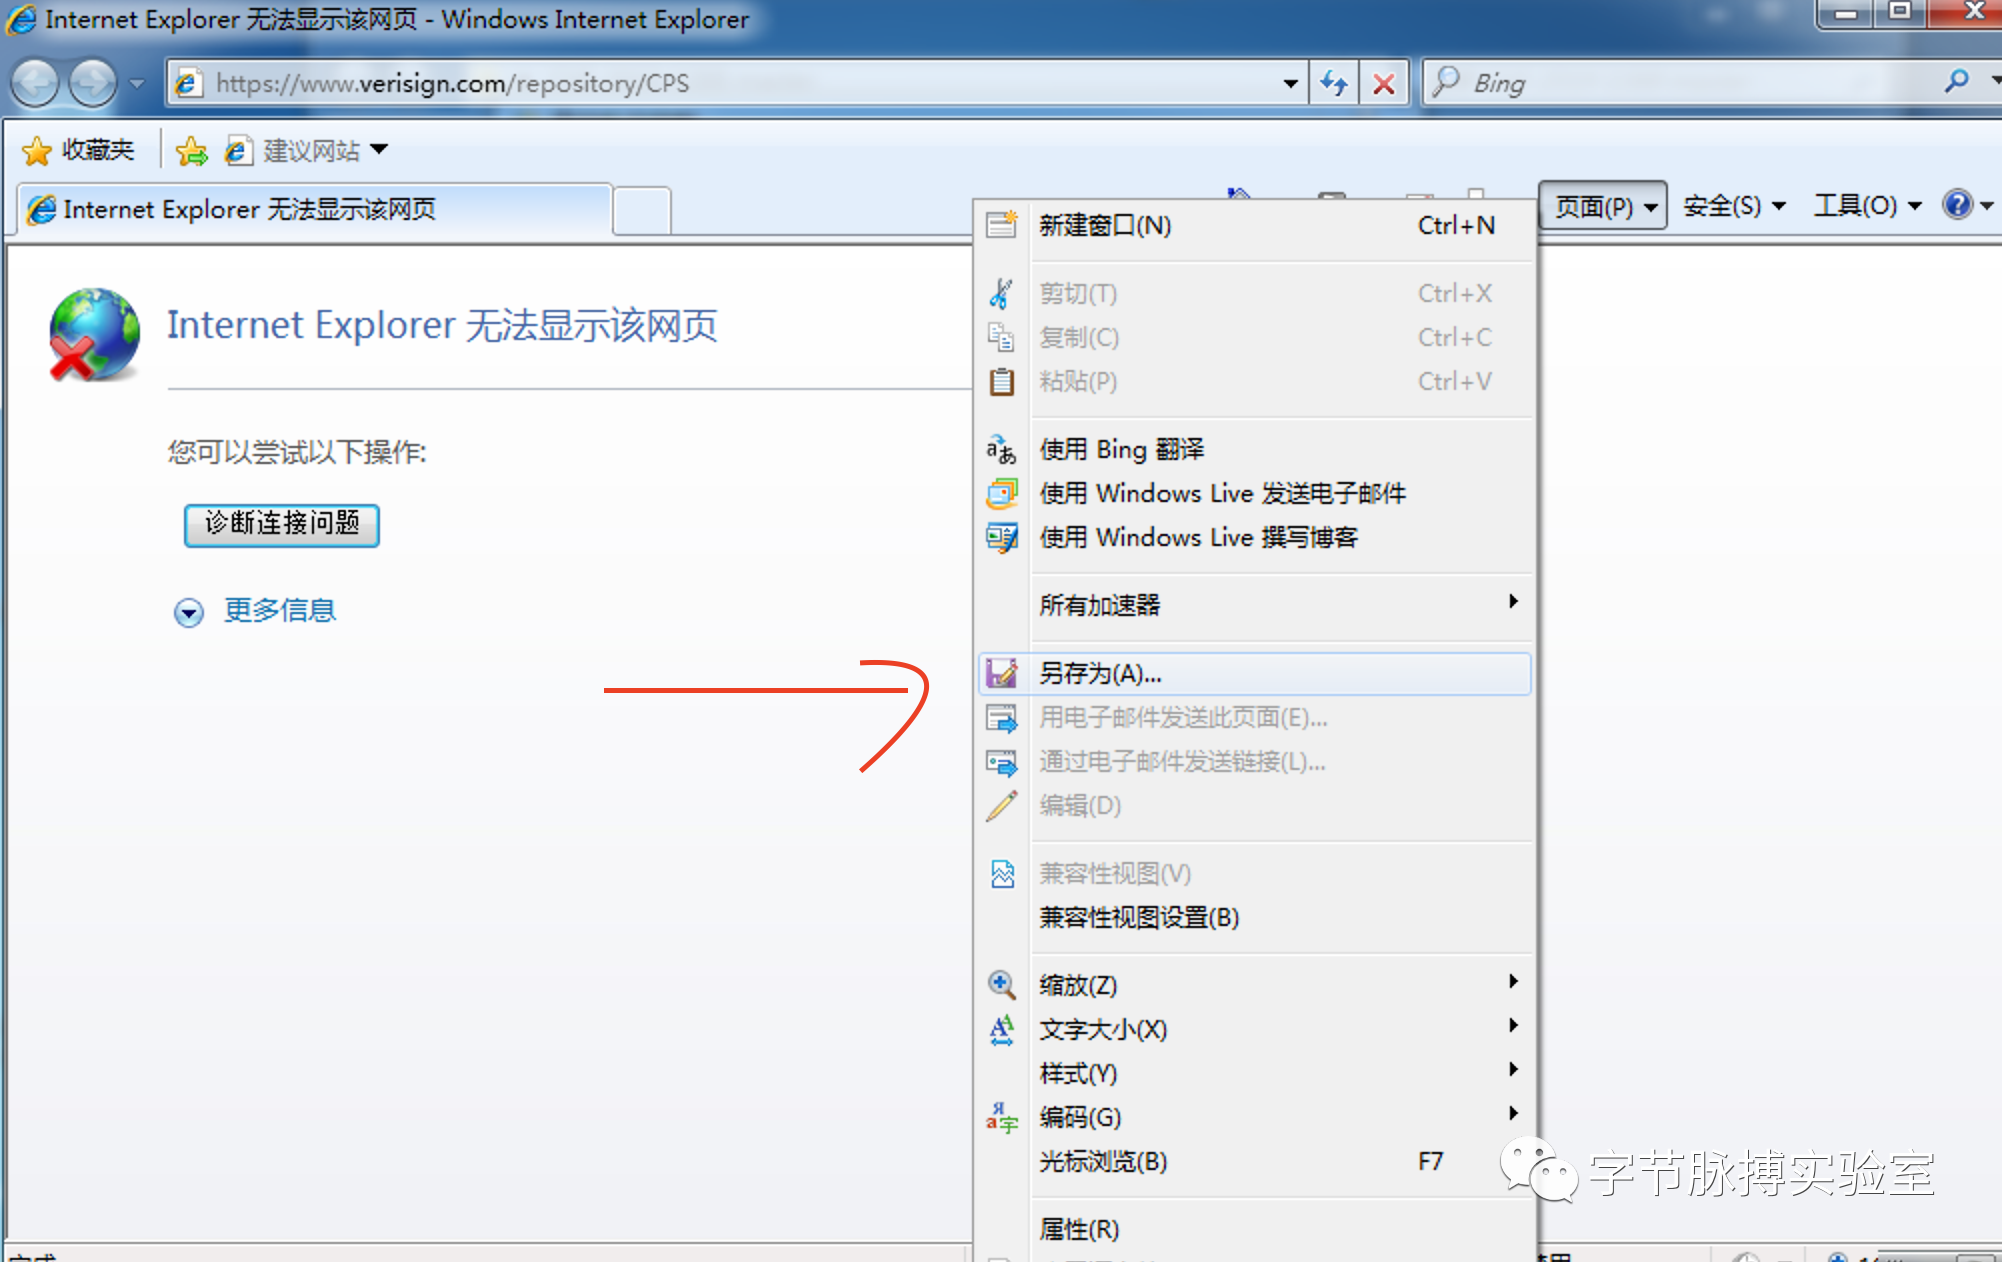 Internet Explorer 无法显示该网页 - Windows Internet Explorer
https://www.verisign.com/repository/CPS
Bing
收藏夹
建议网站
Internet Explorer 无法显示该网页
页面(P)
安全(S)
工具(O)
Internet Explorer 无法显示该网页
您可以尝试以下操作:
诊断连接问题
更多信息
新建窗口(N) Ctrl+N
剪切(T) Ctrl+X
复制(C) Ctrl+C
粘贴(P) Ctrl+V
使用 Bing 翻译
使用 Windows Live 发送电子邮件
使用 Windows Live 撰写博客
所有加速器
另存为(A)...
用电子邮件发送此页面(E)...
通过电子邮件发送链接(L)...
编辑(D)
兼容性视图(V)
兼容性视图设置(B)
缩放(Z)
文字大小(X)
样式(Y)
编码(G)
光标浏览(B) F7
属性(R)
字节脉搏实验室